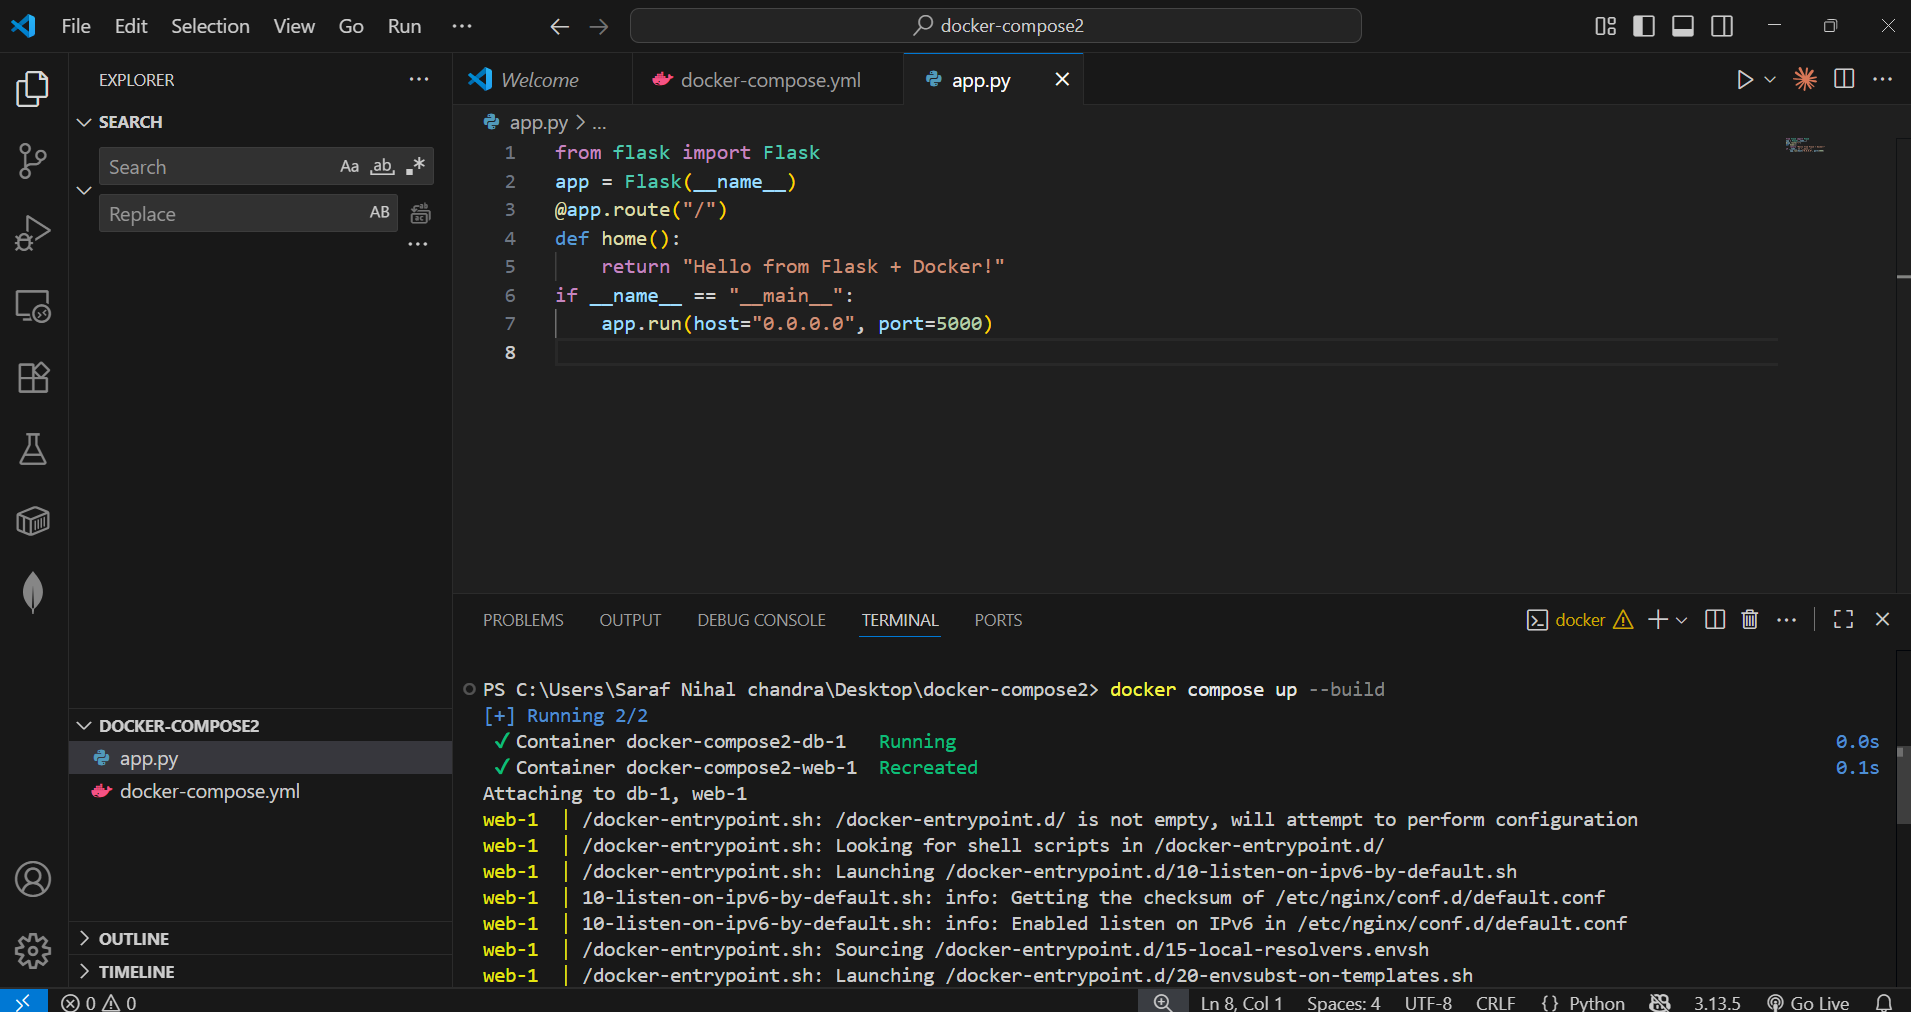 File Edit Selection View Go Run ...
docker-compose2
EXPLORER
SEARCH
Search Aa ab .*
Replace AB
DOCKER-COMPOSE2
app.py
docker-compose.yml
OUTLINE
TIMELINE
Welcome docker-compose.yml app.py
app.py > ...
1 from flask import Flask
2 app = Flask(__name__)
3 @app.route("/")
4 def home():
5 return "Hello from Flask + Docker!"
6 if __name__ == "__main__":
7 app.run(host="0.0.0.0", port=5000)
8
PROBLEMS OUTPUT DEBUG CONSOLE TERMINAL PORTS
docker
PS C:\Users\Saraf Nihal chandra\Desktop\docker-compose2> docker compose up --build
[+] Running 2/2
✓ Container docker-compose2-db-1 Running 0.0s
✓ Container docker-compose2-web-1 Recreated 0.1s
Attaching to db-1, web-1
web-1 | /docker-entrypoint.sh: /docker-entrypoint.d/ is not empty, will attempt to perform configuration
web-1 | /docker-entrypoint.sh: Looking for shell scripts in /docker-entrypoint.d/
web-1 | /docker-entrypoint.sh: Launching /docker-entrypoint.d/10-listen-on-ipv6-by-default.sh
web-1 | 10-listen-on-ipv6-by-default.sh: info: Getting the checksum of /etc/nginx/conf.d/default.conf
web-1 | 10-listen-on-ipv6-by-default.sh: info: Enabled listen on IPv6 in /etc/nginx/conf.d/default.conf
web-1 | /docker-entrypoint.sh: Sourcing /docker-entrypoint.d/15-local-resolvers.envsh
web-1 | /docker-entrypoint.sh: Launching /docker-entrypoint.d/20-envsubst-on-templates.sh
0 0 Ln 8, Col 1 Spaces: 4 UTF-8 CRLF {} Python 3.13.5 Go Live